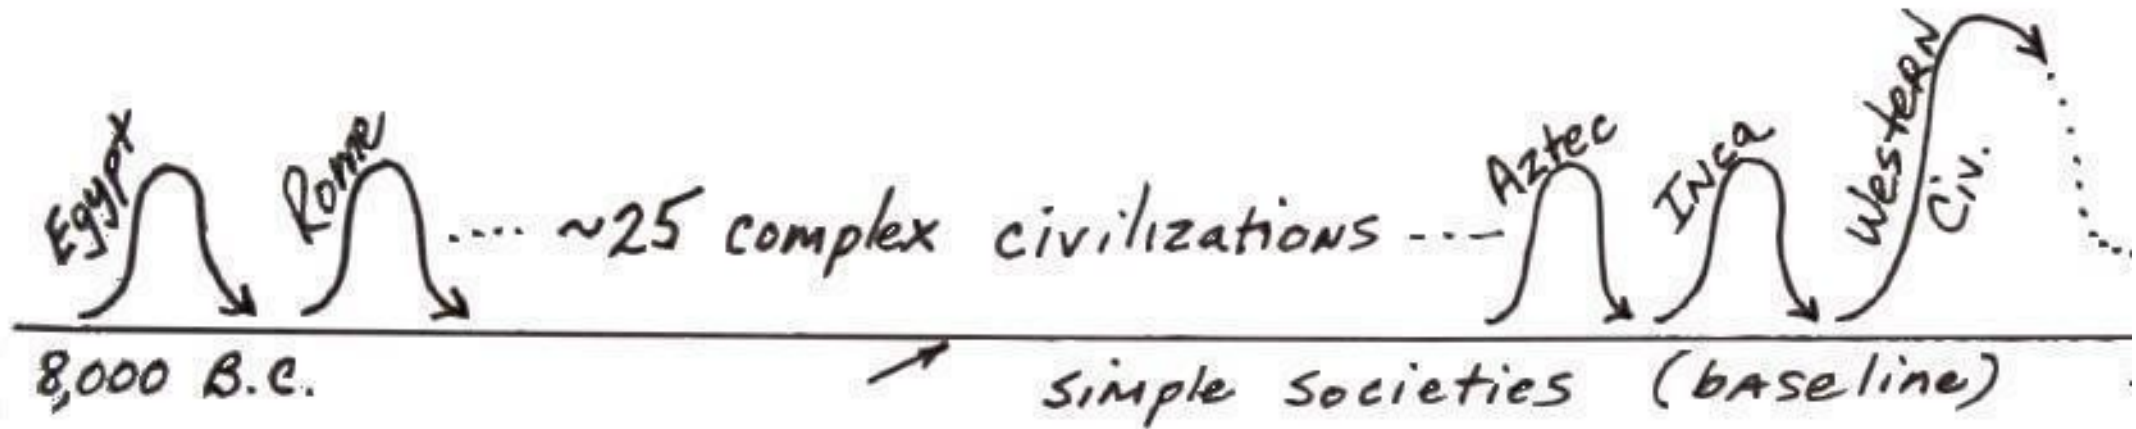 Egypt
Rome
.... ~25 complex civilizations ----
Aztec
Inca
Western
Civ.
8,000 B.C.
simple societies (baseline)